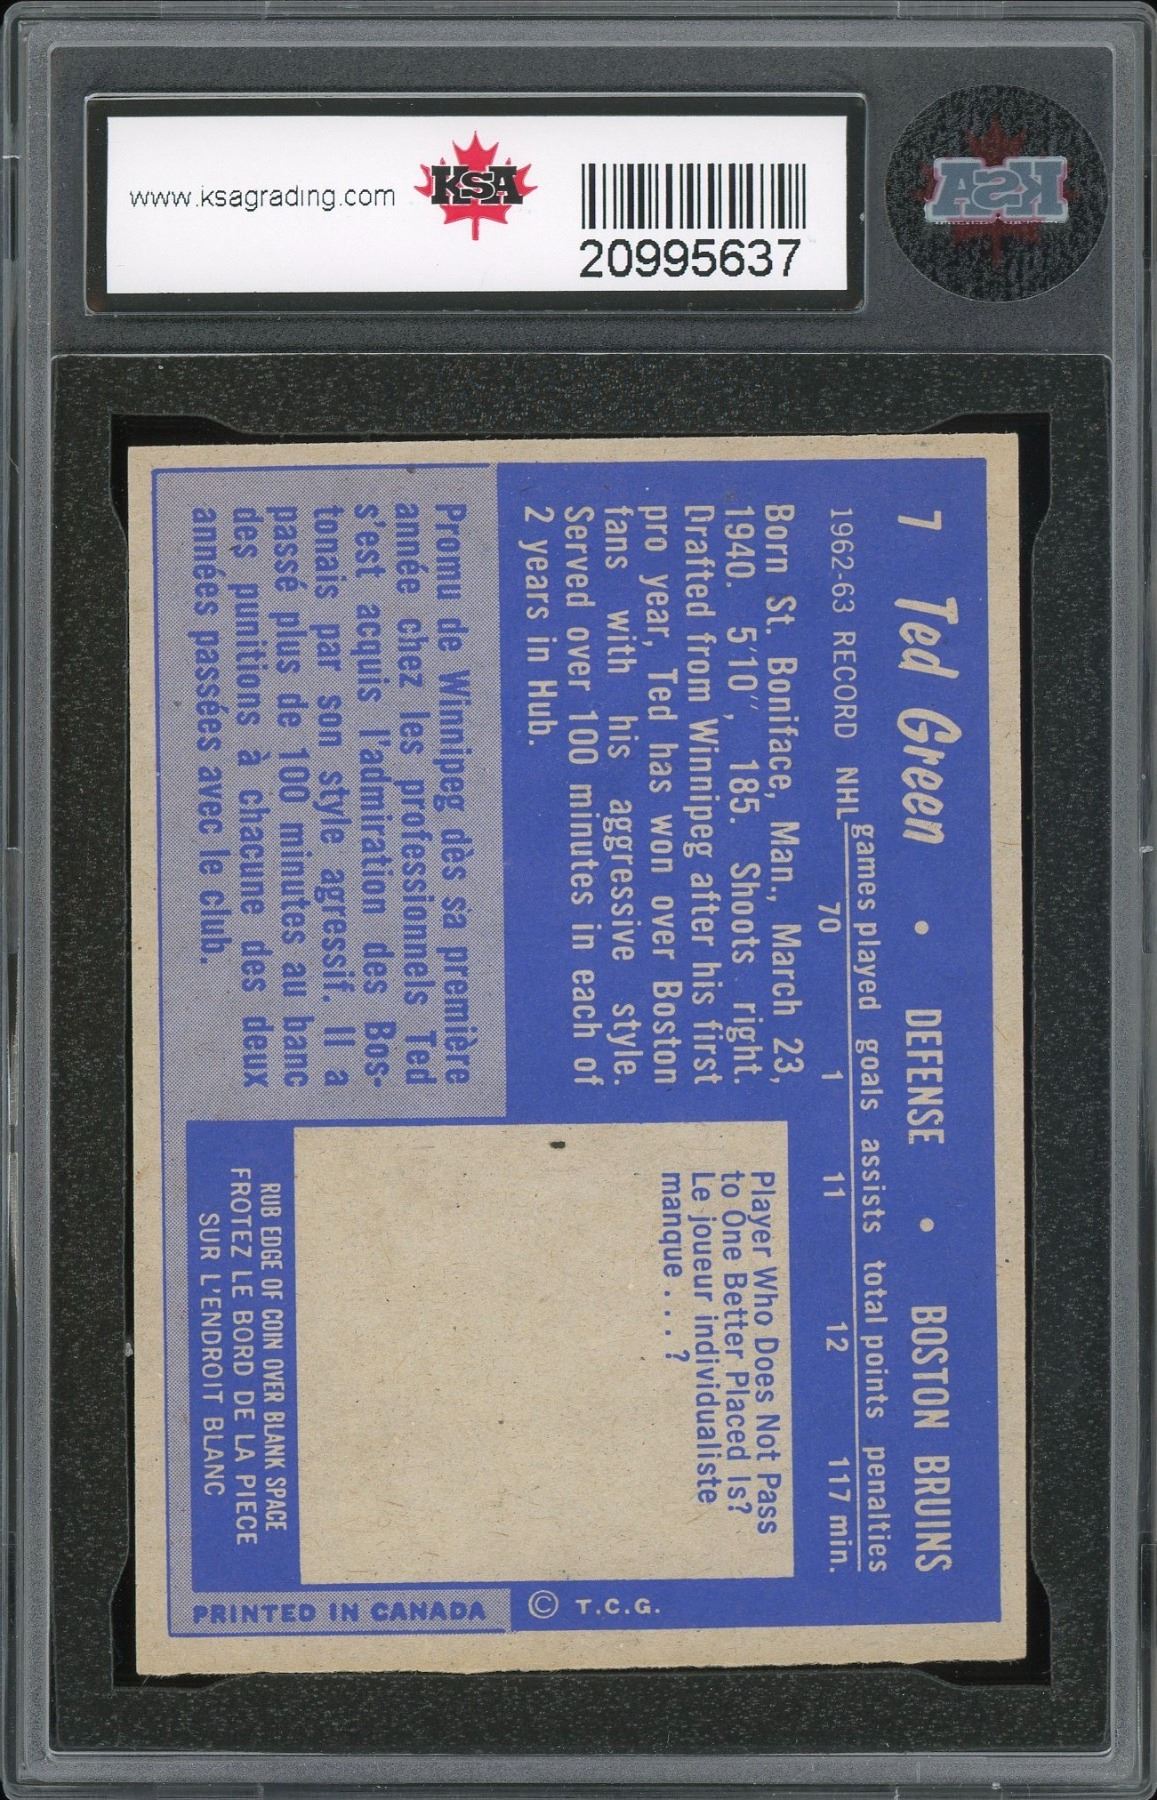 www.ksagrading.com
KSA
20995637
KSA
7 Ted Green • DEFENSE • BOSTON BRUINS
games played goals assists total points penalties
1962-63 RECORD NHL 70 1 11 12 117 min.
Born St. Boniface, Man., March 23,
1940. 5'10", 185. Shoots right.
Drafted from Winnipeg after his first
pro year, Ted has won over Boston
fans with his aggressive style.
Served over 100 minutes in each of
2 years in Hub.
Promu de Winnipeg dès sa première
année chez les professionnels Ted
s'est acquis l'admiration des Bos-
tonais par son style agressif. Il a
passé plus de 100 minutes au banc
des punitions à chacune des deux
années passées avec le club.
Player Who Does Not Pass
to One Better Placed Is?
Le joueur individualiste
manque . . . ?
RUB EDGE OF COIN OVER BLANK SPACE
FROTEZ LE BORD DE LA PIECE
SUR L'ENDROIT BLANC
© T.C.G.
PRINTED IN CANADA